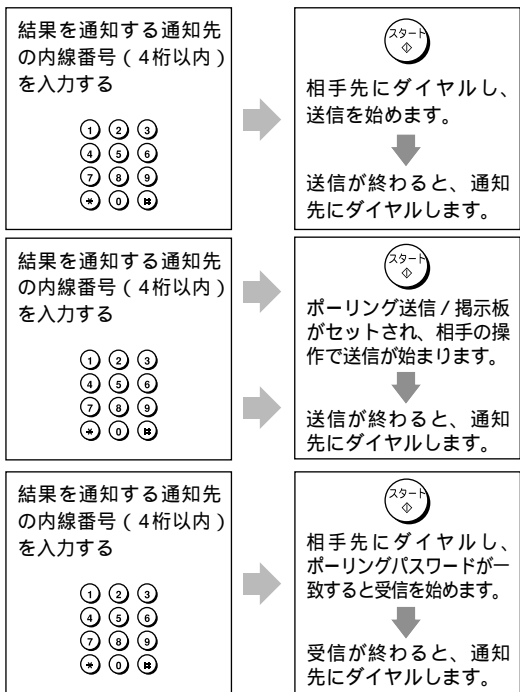 結果を通知する通知先
の内線番号(4桁以内)
を入力する
1 2 3
4 5 6
7 8 9
* 0 #
スタート
相手先にダイヤルし、
送信を始めます。
送信が終わると、通知
先にダイヤルします。
結果を通知する通知先
の内線番号(4桁以内)
を入力する
1 2 3
4 5 6
7 8 9
* 0 #
スタート
ポーリング送信/掲示板
がセットされ、相手の操
作で送信が始まります。
送信が終わると、通知
先にダイヤルします。
結果を通知する通知先
の内線番号(4桁以内)
を入力する
1 2 3
4 5 6
7 8 9
* 0 #
スタート
相手先にダイヤルし、
ポーリングパスワードが一
致すると受信を始めます。
受信が終わると、通知
先にダイヤルします。